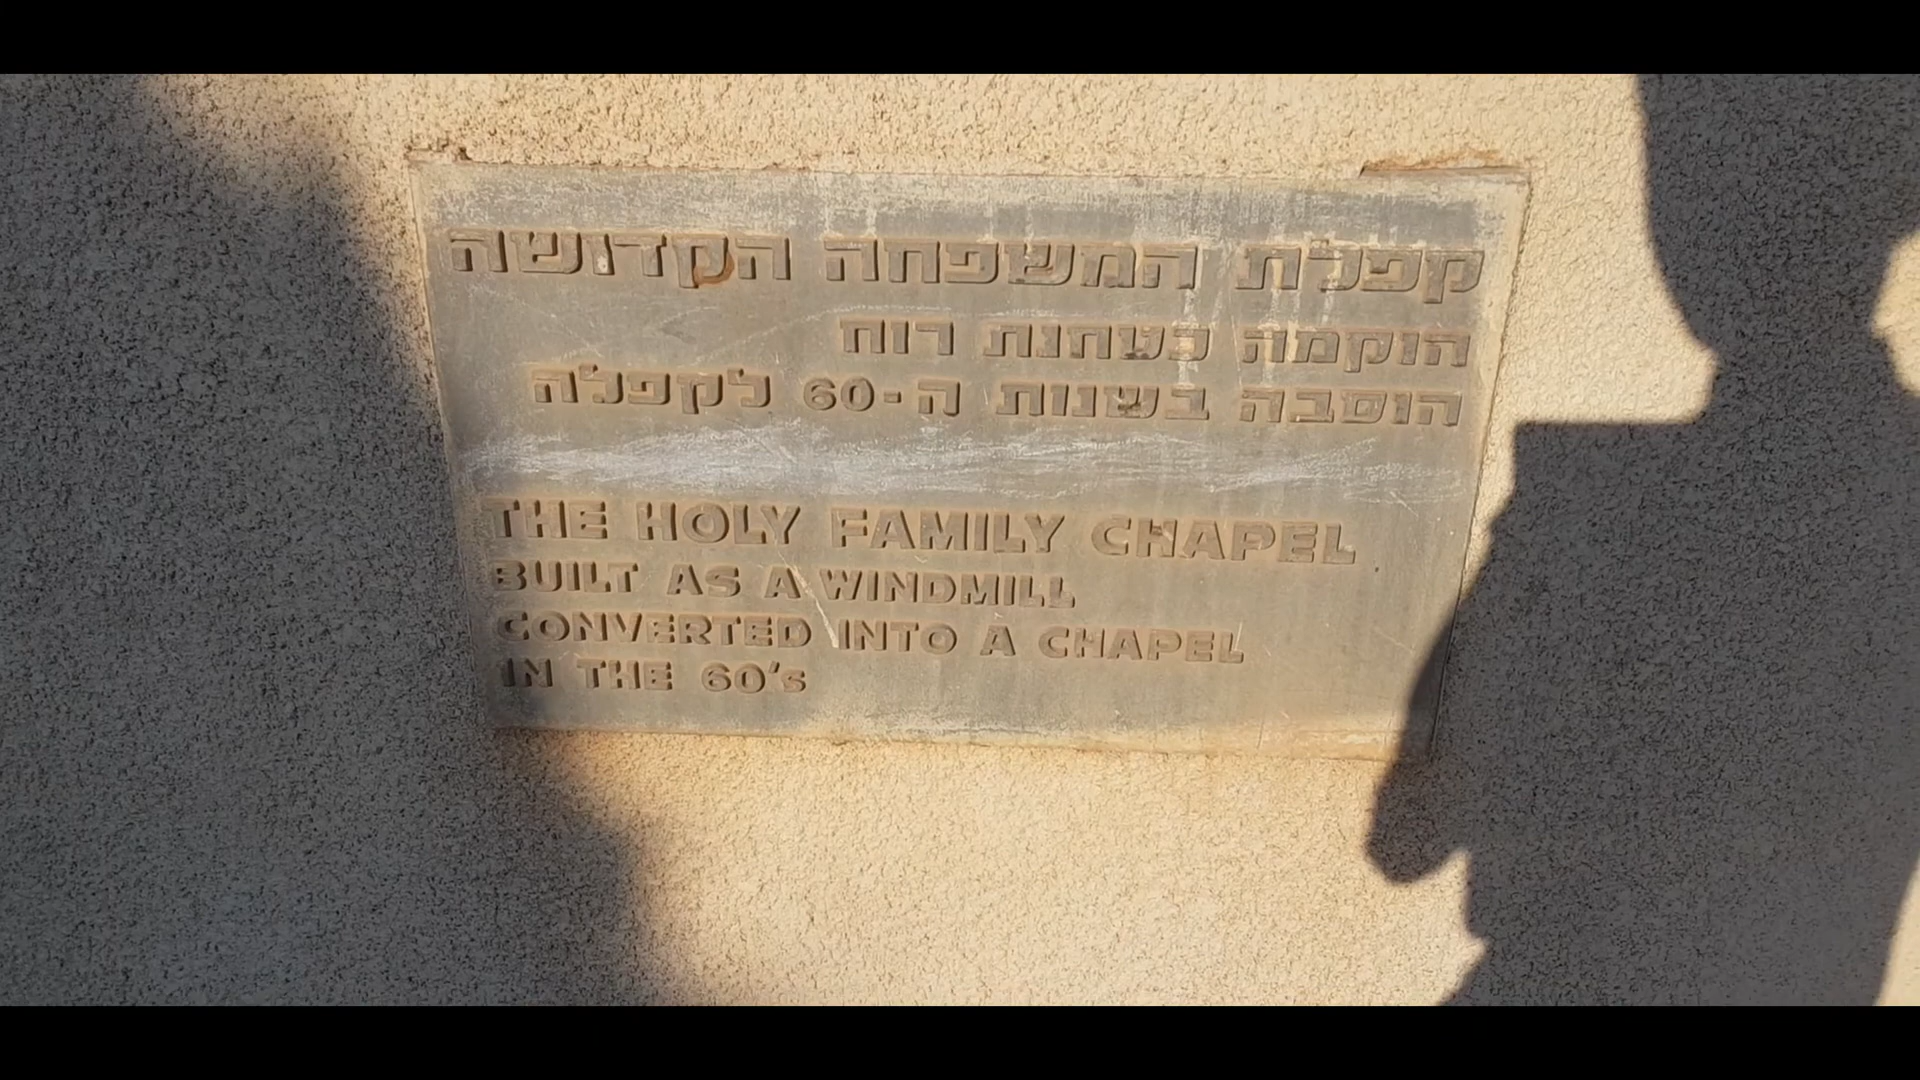 קפלת המשפחה הקדושה
הוקמה כטחנת רוח
הוסבה בשנות ה-60 לקפלה
THE HOLY FAMILY CHAPEL
BUILT AS A WINDMILL
CONVERTED INTO A CHAPEL
IN THE 60's